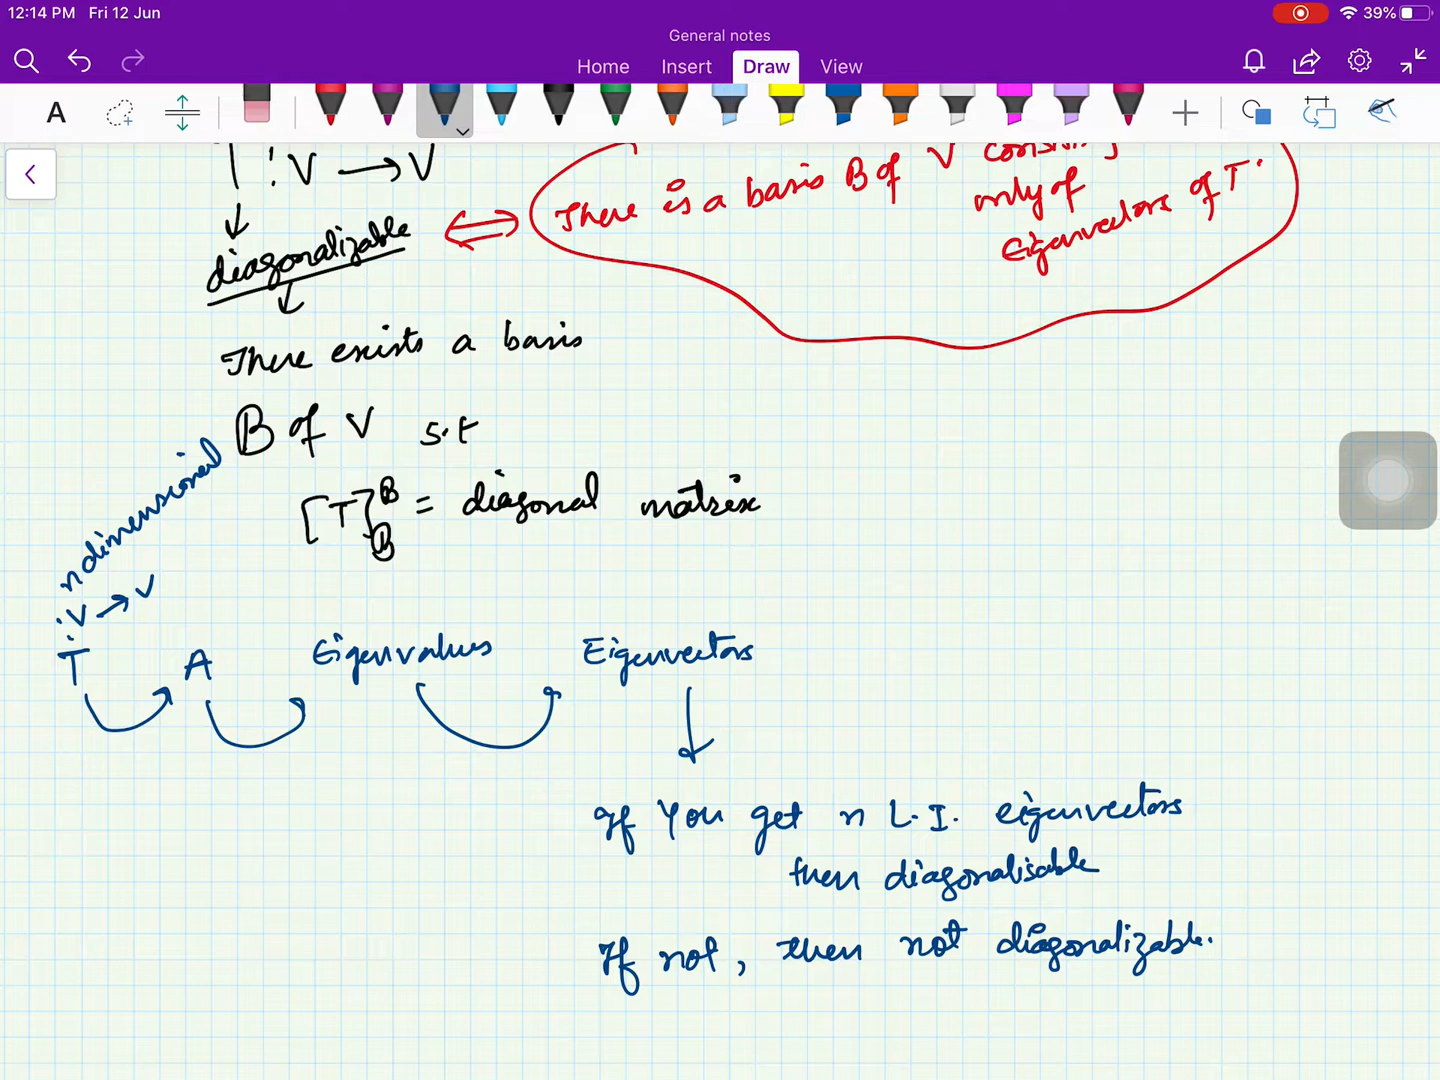 12:14 PM Fri 12 Jun
39%
General notes
Home Insert Draw View
A
T : V → V
There is a basis B of V consisting
only of
Eigenvectors of T.
diagonalizable ⇔
There exists a basis
B of V s.t
[T]_B^B = diagonal matrix
n dimensional
: V → V
T A Eigenvalues Eigenvectors
If you get n L.I. eigenvectors
then diagonalisable
If not, then not diagonalizable.